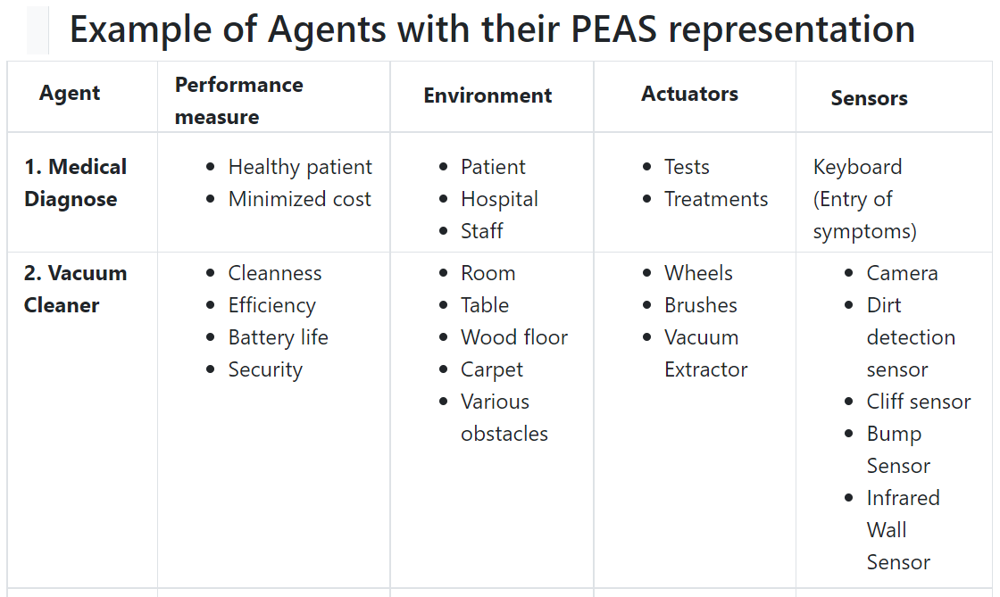 Example of Agents with their PEAS representation
Agent
Performance
measure
Environment
Actuators
Sensors
1. Medical
Diagnose
• Healthy patient
• Minimized cost
• Patient
• Hospital
• Staff
• Tests
• Treatments
Keyboard
(Entry of
symptoms)
2. Vacuum
Cleaner
• Cleanness
• Efficiency
• Battery life
• Security
• Room
• Table
• Wood floor
• Carpet
• Various
obstacles
• Wheels
• Brushes
• Vacuum
Extractor
• Camera
• Dirt
detection
sensor
• Cliff sensor
• Bump
Sensor
• Infrared
Wall
Sensor